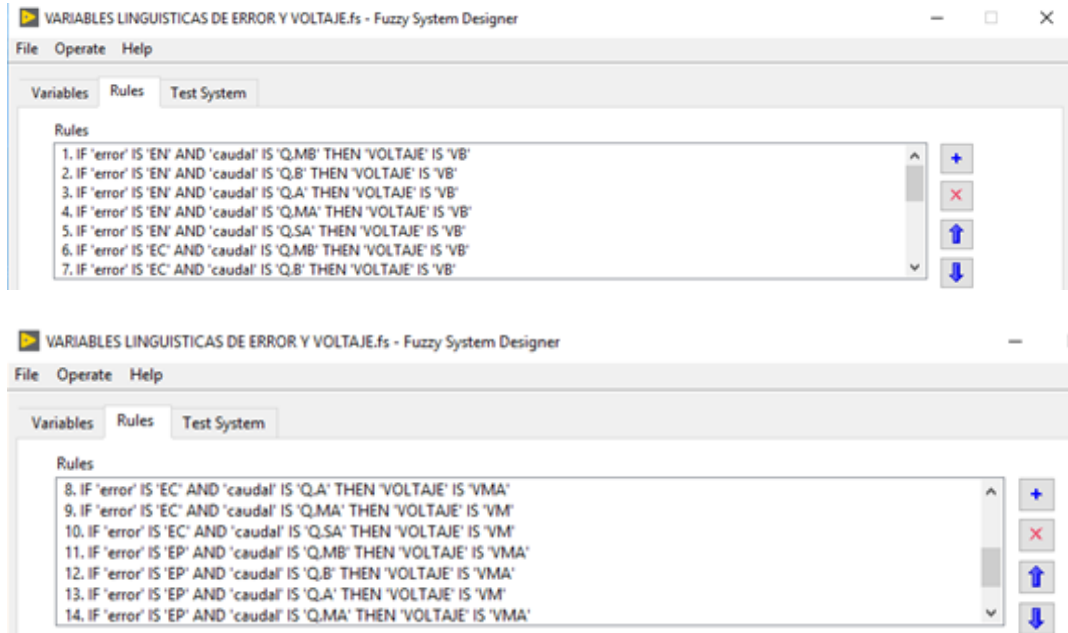 VARIABLES LINGUISTICAS DE ERROR Y VOLTAJE.fs - Fuzzy System Designer
File Operate Help
Variables Rules Test System
Rules
1. IF 'error' IS 'EN' AND 'caudal' IS 'Q.MB' THEN 'VOLTAJE' IS 'VB'
2. IF 'error' IS 'EN' AND 'caudal' IS 'Q.B' THEN 'VOLTAJE' IS 'VB'
3. IF 'error' IS 'EN' AND 'caudal' IS 'Q.A' THEN 'VOLTAJE' IS 'VB'
4. IF 'error' IS 'EN' AND 'caudal' IS 'Q.MA' THEN 'VOLTAJE' IS 'VB'
5. IF 'error' IS 'EN' AND 'caudal' IS 'Q.SA' THEN 'VOLTAJE' IS 'VB'
6. IF 'error' IS 'EC' AND 'caudal' IS 'Q.MB' THEN 'VOLTAJE' IS 'VB'
7. IF 'error' IS 'EC' AND 'caudal' IS 'Q.B' THEN 'VOLTAJE' IS 'VB'
VARIABLES LINGUISTICAS DE ERROR Y VOLTAJE.fs - Fuzzy System Designer
File Operate Help
Variables Rules Test System
Rules
8. IF 'error' IS 'EC' AND 'caudal' IS 'Q.A' THEN 'VOLTAJE' IS 'VMA'
9. IF 'error' IS 'EC' AND 'caudal' IS 'Q.MA' THEN 'VOLTAJE' IS 'VM'
10. IF 'error' IS 'EC' AND 'caudal' IS 'Q.SA' THEN 'VOLTAJE' IS 'VM'
11. IF 'error' IS 'EP' AND 'caudal' IS 'Q.MB' THEN 'VOLTAJE' IS 'VMA'
12. IF 'error' IS 'EP' AND 'caudal' IS 'Q.B' THEN 'VOLTAJE' IS 'VMA'
13. IF 'error' IS 'EP' AND 'caudal' IS 'Q.A' THEN 'VOLTAJE' IS 'VM'
14. IF 'error' IS 'EP' AND 'caudal' IS 'Q.MA' THEN 'VOLTAJE' IS 'VMA'